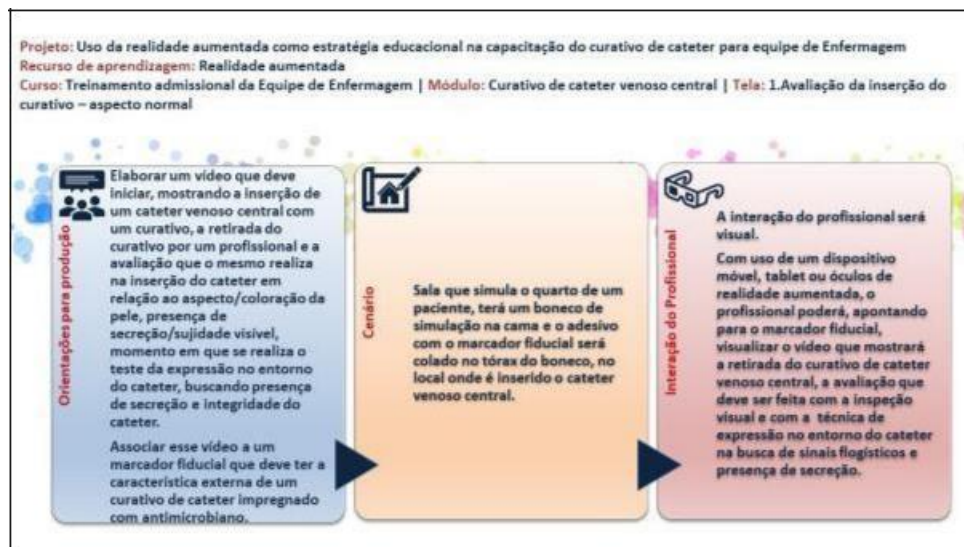 Projeto: Uso da realidade aumentada como estratégia educacional na capacitação do curativo de cateter para equipe de Enfermagem
Recurso de aprendizagem: Realidade aumentada
Curso: Treinamento admissional da Equipe de Enfermagem | Módulo: Curativo de cateter venoso central | Tela: 1.Avaliação da inserção do
curativo – aspecto normal
Orientações para produção
Elaborar um vídeo que deve
iniciar, mostrando a inserção de
um cateter venoso central com
um curativo, a retirada do
curativo por um profissional e a
avaliação que o mesmo realiza
na inserção do cateter em
relação ao aspecto/coloração da
pele, presença de
secreção/sujidade visível,
momento em que se realiza o
teste da expressão no entorno
do cateter, buscando presença
de secreção e integridade do
cateter.
Associar esse vídeo a um
marcador fiducial que deve ter a
característica externa de um
curativo de cateter impregnado
com antimicrobiano.
Cenário
Sala que simula o quarto de um
paciente, terá um boneco de
simulação na cama e o adesivo
com o marcador fiducial será
colado no tórax do boneco, no
local onde é inserido o cateter
venoso central.
Interação do Profissional
A interação do profissional será
visual.
Com uso de um dispositivo
móvel, tablet ou óculos de
realidade aumentada, o
profissional poderá, apontando
para o marcador fiducial,
visualizar o vídeo que mostrará
a retirada do curativo de cateter
venoso central, a avaliação que
deve ser feita com a inspeção
visual e com a técnica de
expressão no entorno do cateter
na busca de sinais flogísticos e
presença de secreção.